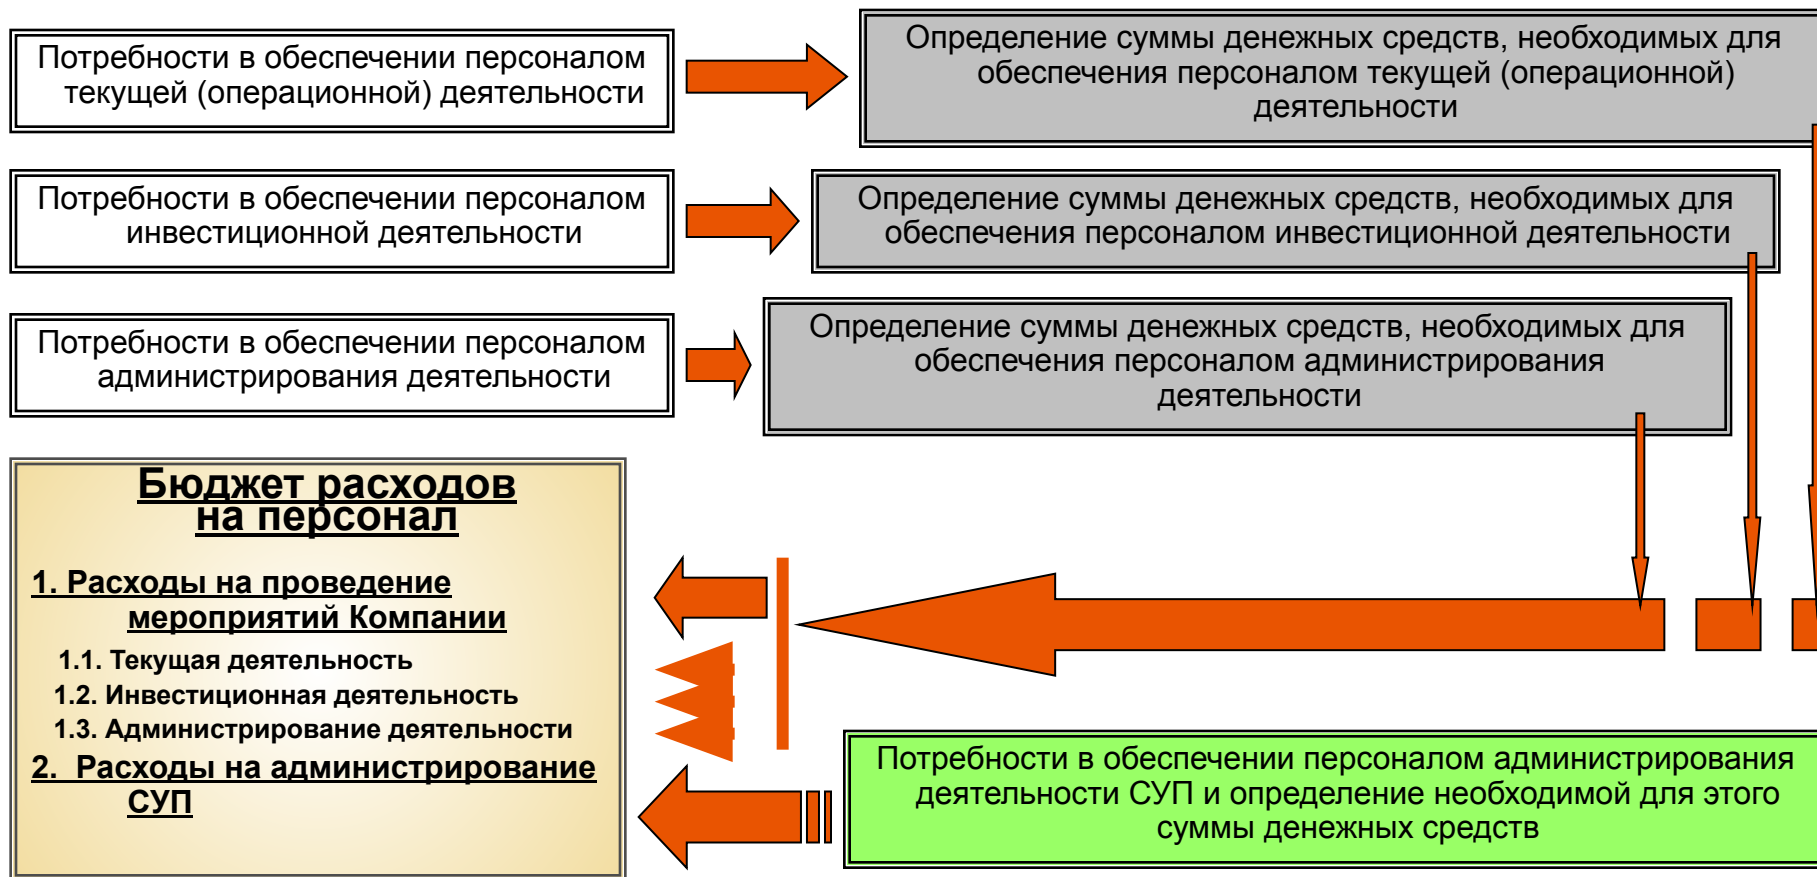 Потребности в обеспечении персоналом
текущей (операционной) деятельности
Определение суммы денежных средств, необходимых для
обеспечения персоналом текущей (операционной)
деятельности
Потребности в обеспечении персоналом
инвестиционной деятельности
Определение суммы денежных средств, необходимых для
обеспечения персоналом инвестиционной деятельности
Потребности в обеспечении персоналом
администрирования деятельности
Определение суммы денежных средств, необходимых для
обеспечения персоналом администрирования
деятельности
Бюджет расходов
на персонал
1. Расходы на проведение
мероприятий Компании
1.1. Текущая деятельность
1.2. Инвестиционная деятельность
1.3. Администрирование деятельности
2. Расходы на администрирование
СУП
Потребности в обеспечении персоналом администрирования
деятельности СУП и определение необходимой для этого
суммы денежных средств